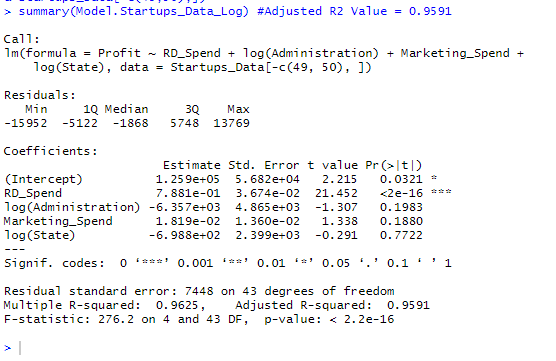 > summary(Model.Startups_Data_Log) #Adjusted R2 Value = 0.9591
Call:
lm(formula = Profit ~ RD_Spend + log(Administration) + Marketing_Spend +
    log(State), data = Startups_Data[-c(49, 50), ])
Residuals:
   Min     1Q Median     3Q    Max
-15952  -5122  -1868   5748  13769
Coefficients:
                     Estimate Std. Error t value Pr(>|t|)
(Intercept)         1.259e+05  5.682e+04   2.215   0.0321 *
RD_Spend            7.881e-01  3.674e-02  21.452   <2e-16 ***
log(Administration) -6.357e+03  4.865e+03  -1.307   0.1983
Marketing_Spend     1.819e-02  1.360e-02   1.338   0.1880
log(State)          -6.988e+02  2.399e+03  -0.291   0.7722
---
Signif. codes:  0 ‘***’ 0.001 ‘**’ 0.01 ‘*’ 0.05 ‘.’ 0.1 ‘ ’ 1
Residual standard error: 7448 on 43 degrees of freedom
Multiple R-squared:  0.9625,	Adjusted R-squared:  0.9591
F-statistic: 276.2 on 4 and 43 DF,  p-value: < 2.2e-16
>